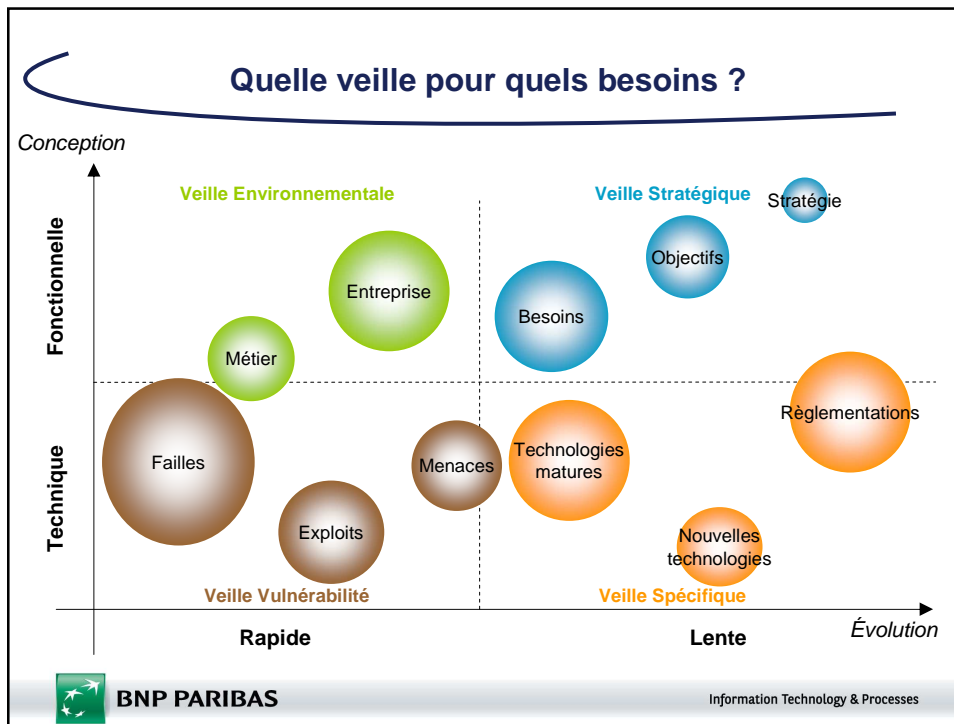 Quelle veille pour quels besoins ?
Conception
Veille Environnementale
Veille Stratégique
Stratégie
Fonctionnelle
Objectifs
Entreprise
Besoins
Métier
Règlementations
Technique
Failles
Menaces
Technologies
matures
Exploits
Nouvelles
technologies
Veille Vulnérabilité
Veille Spécifique
Rapide
Lente
Évolution
BNP PARIBAS
Information Technology & Processes